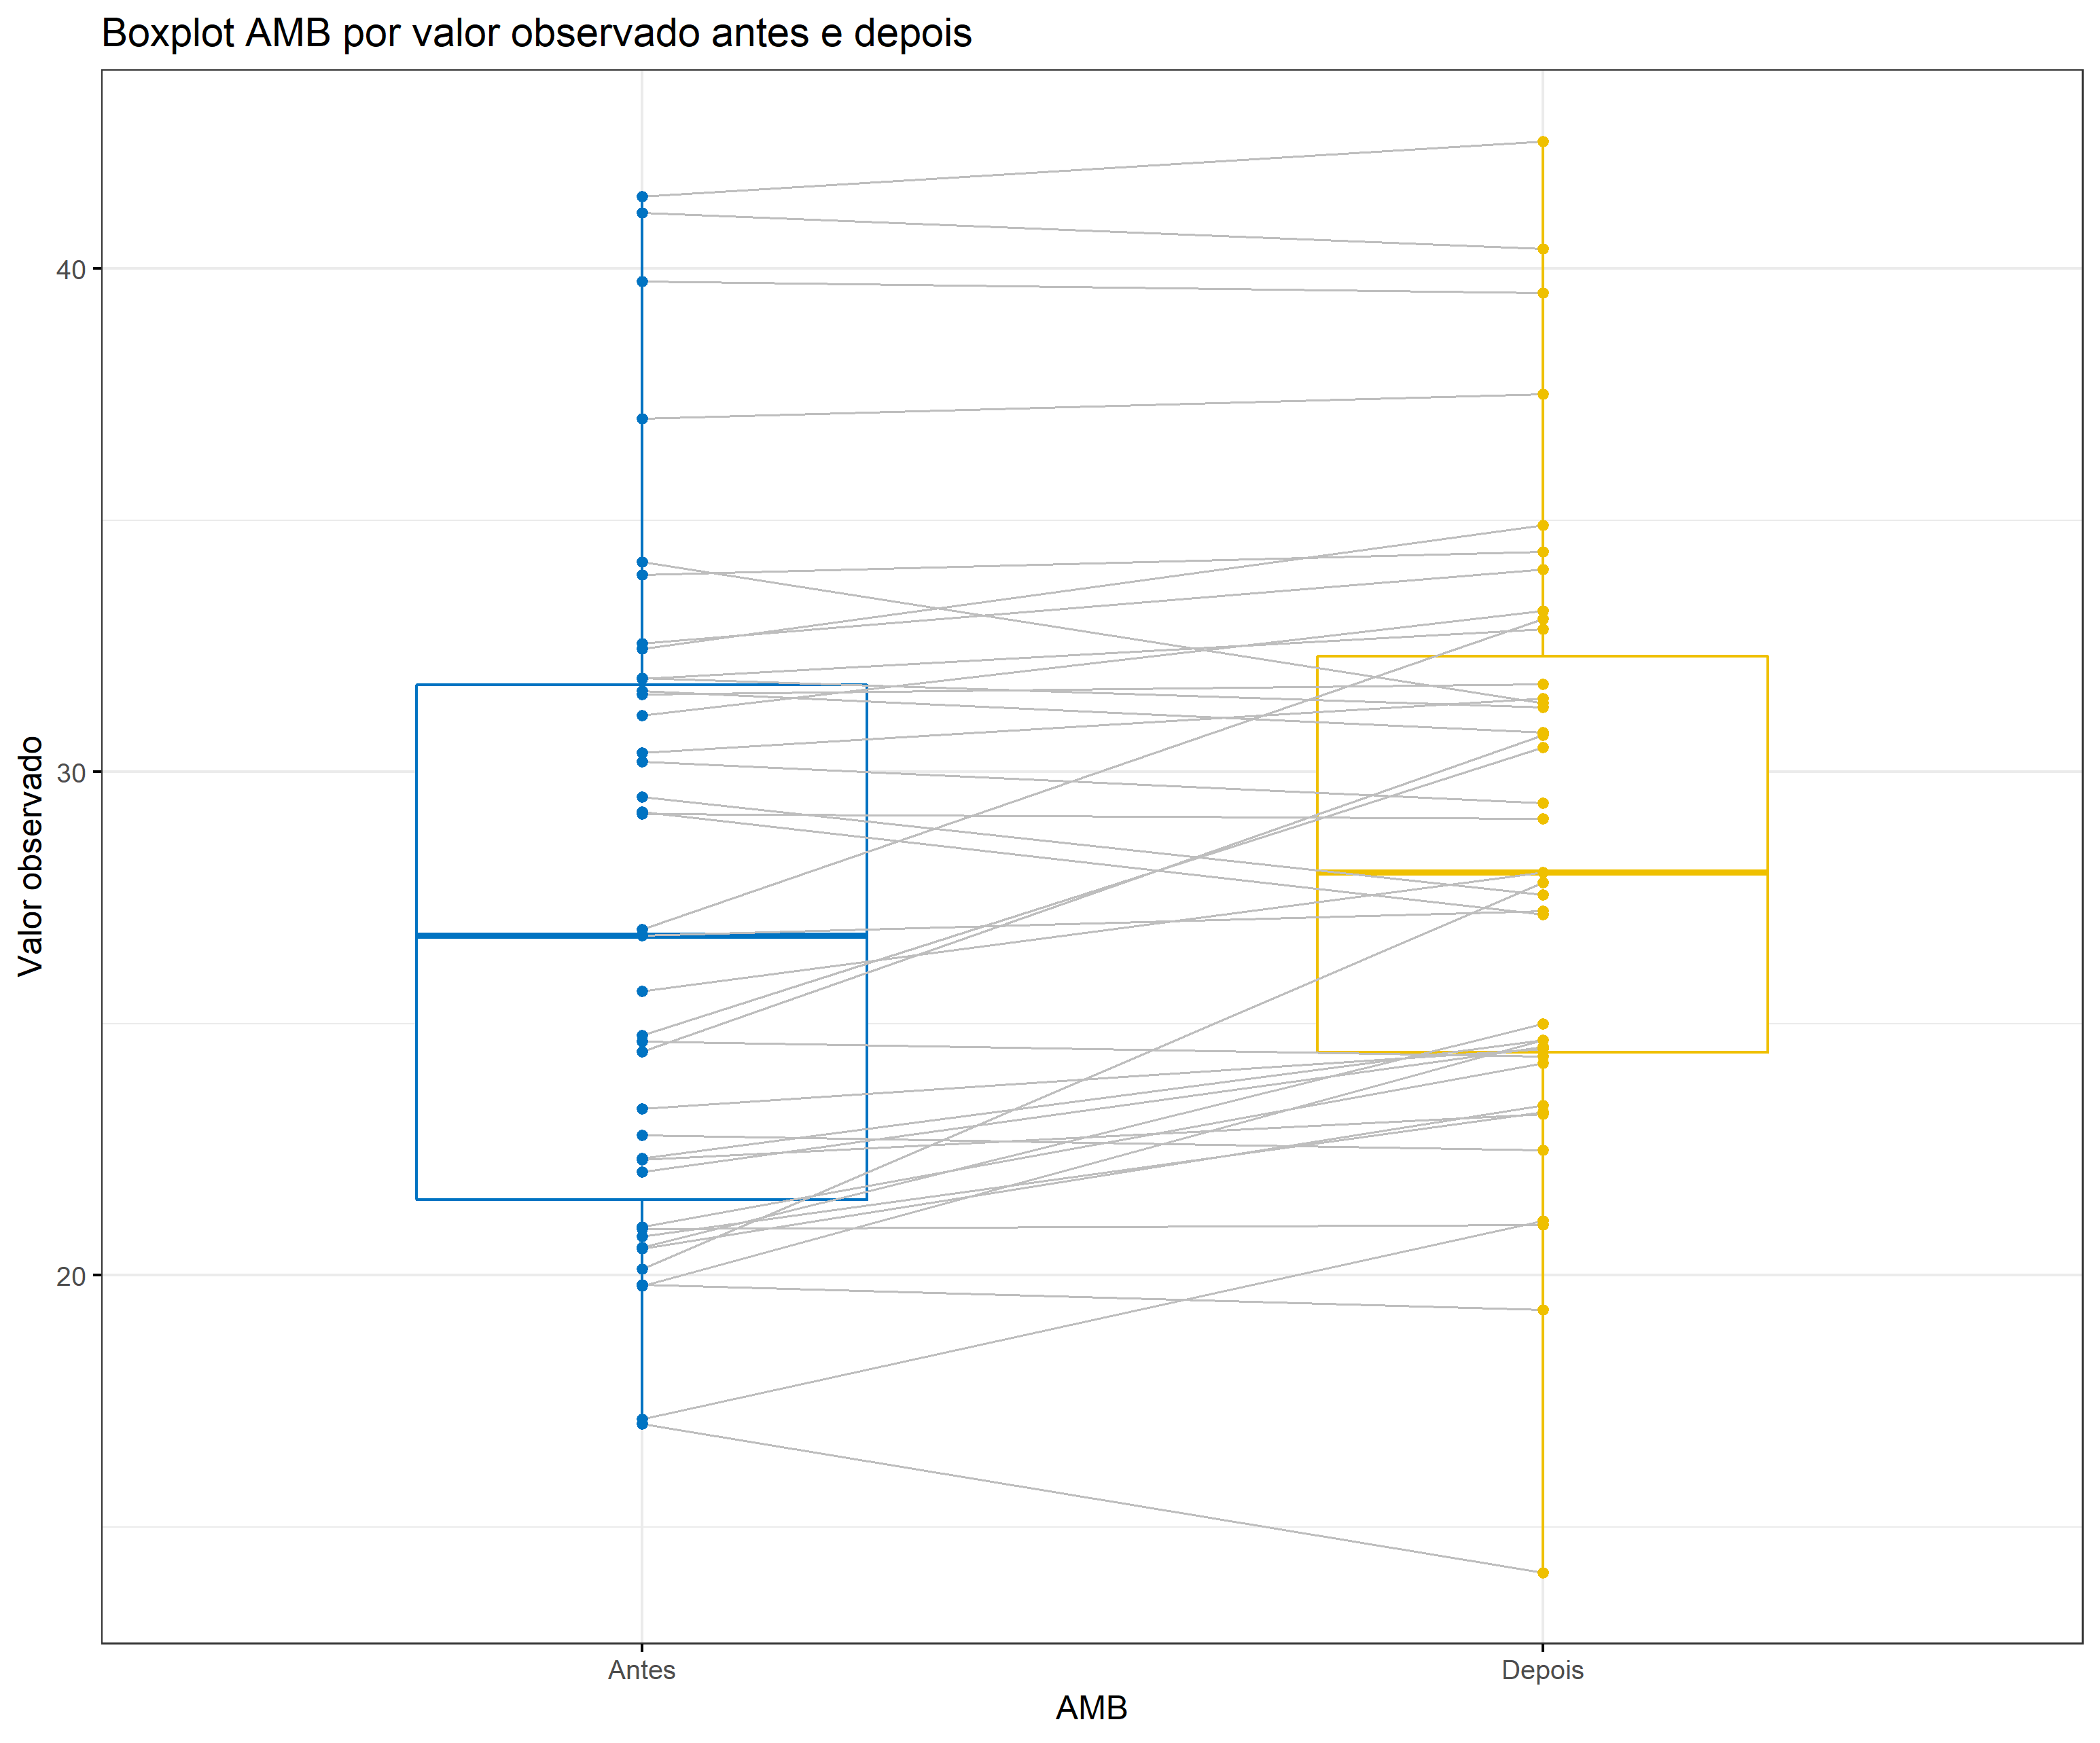 Boxplot AMB por valor observado antes e depois
Valor observado
40
30
20
Antes
Depois
AMB